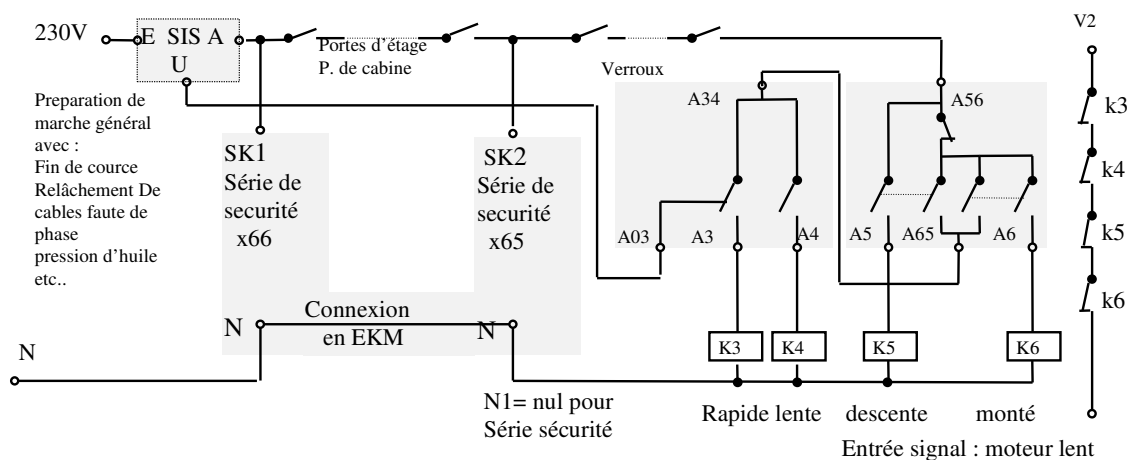 230V
E SIS A
U
Portes d'étage
P. de cabine
Verroux
V2
Preparation de
marche général
avec :
Fin de cource
Relâchement De
cables faute de
phase
pression d'huile
etc..
SK1
Série de
securité
x66
SK2
Série de
securité
x65
A34
A56
A03
A3
A4
A5
A65
A6
k3
k4
k5
k6
N
Connexion
en EKM
N
N
K3
K4
K5
K6
N1= nul pour
Série sécurité
Rapide lente descente monté
Entrée signal : moteur lent